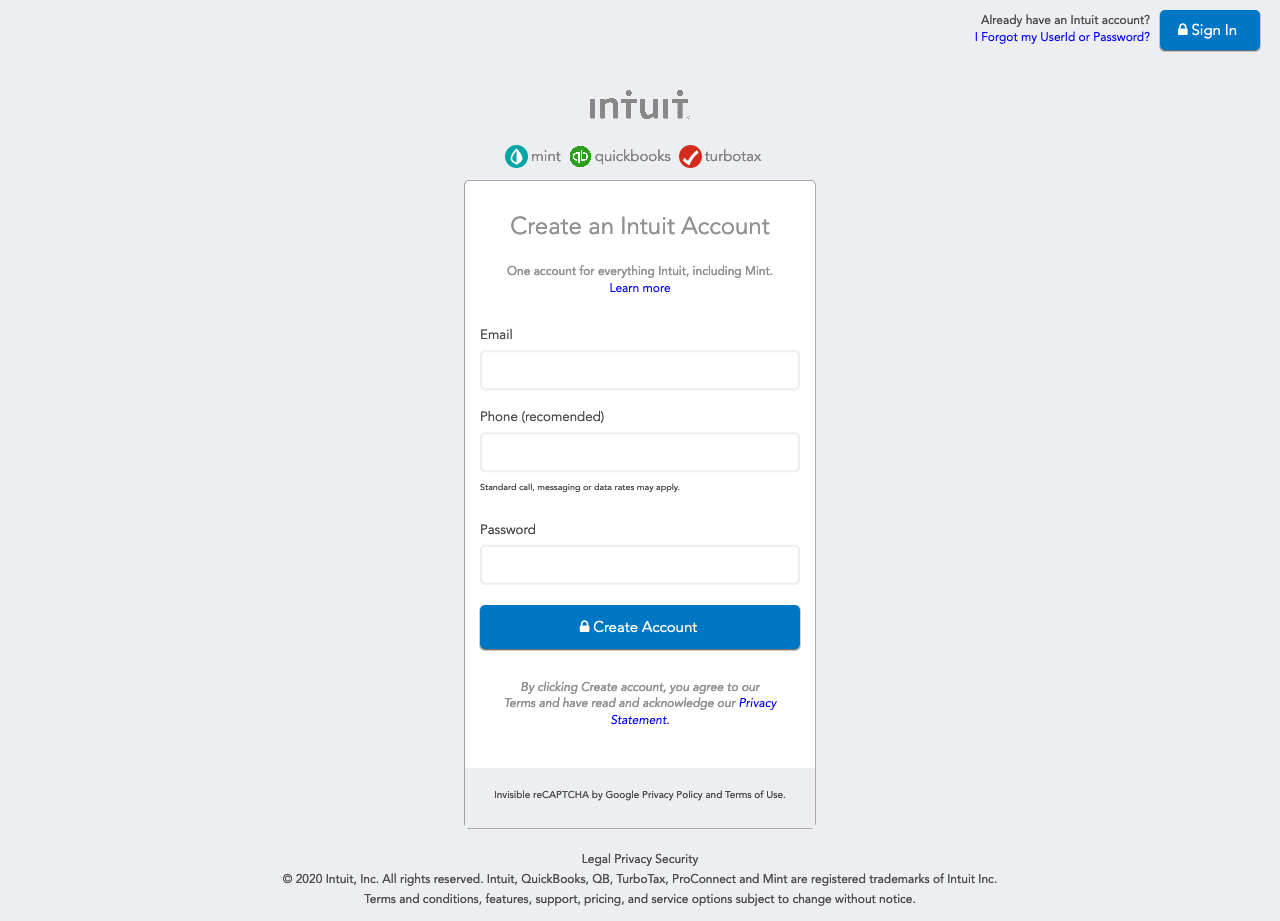 Already have an Intuit account?
I Forgot my UserId or Password?
Sign In
intuit
mint quickbooks turbotax
Create an Intuit Account
One account for everything Intuit, including Mint.
Learn more
Email
Phone (recomended)
Standard call, messaging or data rates may apply.
Password
Create Account
By clicking Create account, you agree to our
Terms and have read and acknowledge our Privacy
Statement.
Invisible reCAPTCHA by Google Privacy Policy and Terms of Use.
Legal Privacy Security
© 2020 Intuit, Inc. All rights reserved. Intuit, QuickBooks, QB, TurboTax, ProConnect and Mint are registered trademarks of Intuit Inc.
Terms and conditions, features, support, pricing, and service options subject to change without notice.